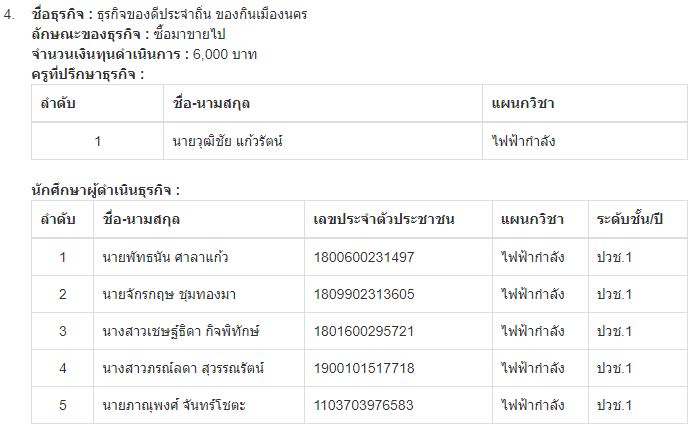 4. ชื่อธุรกิจ : ธุรกิจของดีประจำถิ่น ของกินเมืองนคร
ลักษณะของธุรกิจ : ซื้อมาขายไป
จำนวนเงินทุนดำเนินการ : 6,000 บาท
ครูที่ปรึกษาธุรกิจ :
ลำดับ ชื่อ-นามสกุล แผนกวิชา
1 นายวุฒิชัย แก้วรัตน์ ไฟฟ้ากำลัง
นักศึกษาผู้ดำเนินธุรกิจ :
ลำดับ ชื่อ-นามสกุล เลขประจำตัวประชาชน แผนกวิชา ระดับชั้น/ปี
1 นายพัทธนัน ศาลาแก้ว 1800600231497 ไฟฟ้ากำลัง ปวช.1
2 นายจักรกฤษ ชุมทองมา 1809902313605 ไฟฟ้ากำลัง ปวช.1
3 นางสาวเชษฐ์ธิดา กิจพิทักษ์ 1801600295721 ไฟฟ้ากำลัง ปวช.1
4 นางสาวภรณ์ลดา สุวรรณรัตน์ 1900101517718 ไฟฟ้ากำลัง ปวช.1
5 นายภาณุพงศ์ จันทร์โชตะ 1103703976583 ไฟฟ้ากำลัง ปวช.1